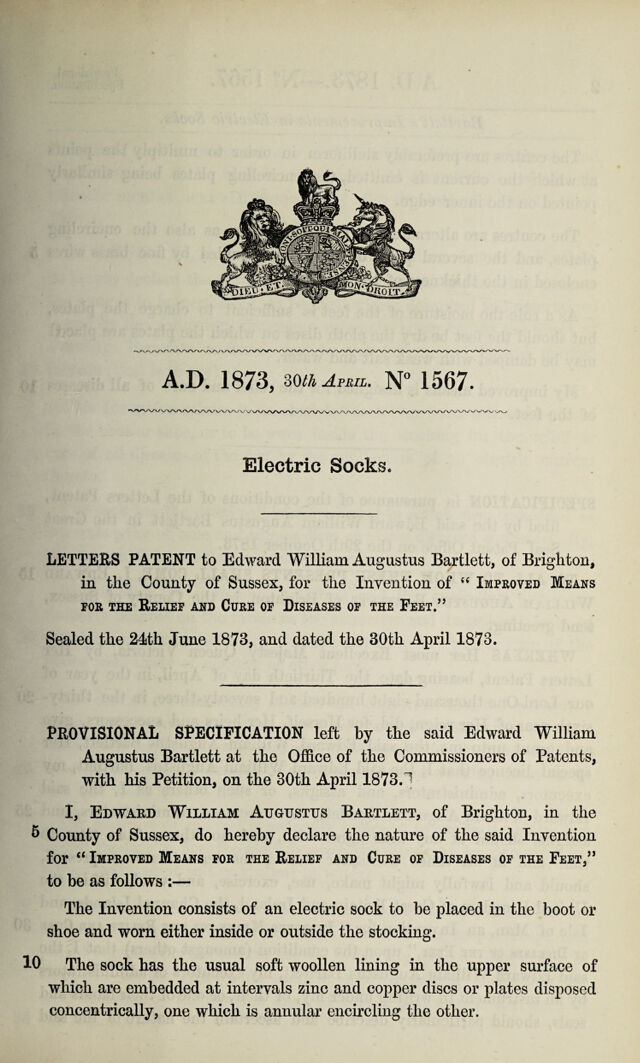 DIEU·ET· MON·DROIT.
A.D. 1873, 30th APRIL. Nº 1567.
Electric Socks.
LETTERS PATENT to Edward William Augustus Bartlett, of Brighton,
in the County of Sussex, for the Invention of “ IMPROVED MEANS
FOR THE RELIEF AND CURE OF DISEASES OF THE FEET.”
Sealed the 24th June 1873, and dated the 30th April 1873.
PROVISIONAL SPECIFICATION left by the said Edward William
Augustus Bartlett at the Office of the Commissioners of Patents,
with his Petition, on the 30th April 1873.
I, EDWARD WILLIAM AUGUSTUS BARTLETT, of Brighton, in the
5 County of Sussex, do hereby declare the nature of the said Invention
for “ IMPROVED MEANS FOR THE RELIEF AND CURE OF DISEASES OF THE FEET,”
to be as follows :—
The Invention consists of an electric sock to be placed in the boot or
shoe and worn either inside or outside the stocking.
10 The sock has the usual soft woollen lining in the upper surface of
which are embedded at intervals zinc and copper discs or plates disposed
concentrically, one which is annular encircling the other.